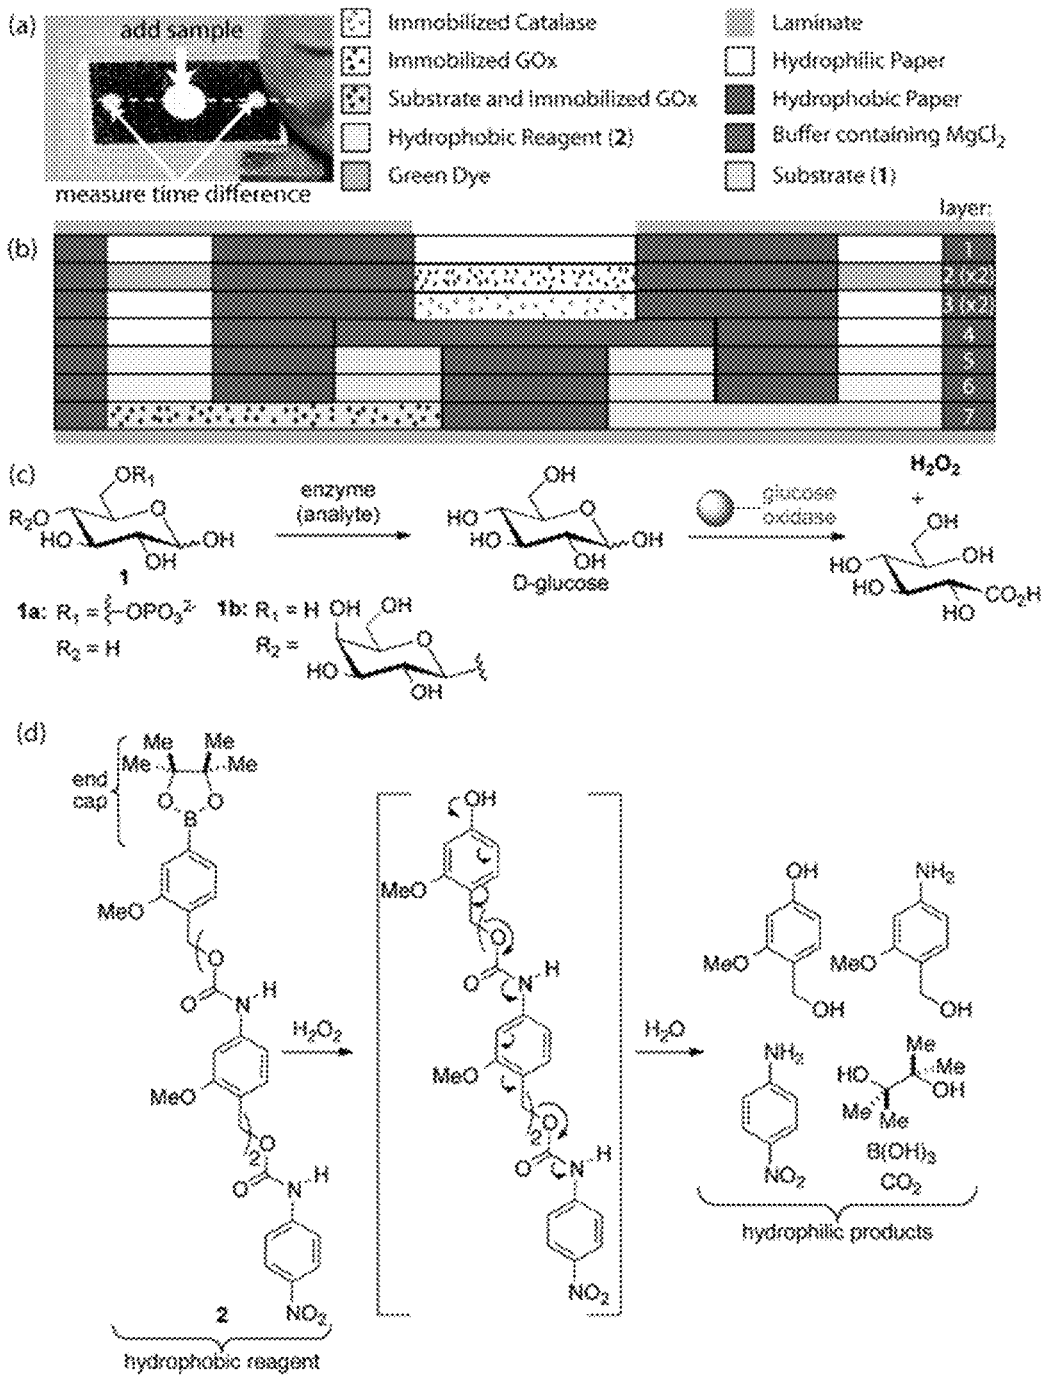 (a)
add sample
measure time difference
Immobilized Catalase
Immobilized GOx
Substrate and Immobilized GOx
Hydrophobic Reagent (2)
Green Dye
Laminate
Hydrophilic Paper
Hydrophobic Paper
Buffer containing MgCl2
Substrate (1)
layer:
(b)
1
2 (x2)
3 (x2)
4
5
6
7
(c)
OR1
R2O
O
HO
OH
OH
1
enzyme
(analyte)
OH
HO
O
HO
OH
OH
D-glucose
glucose
oxidase
H2O2
+
OH
HO
OH
HO
HO
CO2H
1a: R1 = OPO3 2-
R2 = H
1b: R1 = H
R2 =
OH
OH
O
HO
OH
(d)
end
cap
Me
Me
Me
Me
O
O
B
MeO
O
O
N
H
MeO
2
O
O
N
H
NO2
2
hydrophobic reagent
H2O2
OH
MeO
O
O
N
H
MeO
2
O
O
N
H
NO2
H2O
OH
MeO
OH
NH2
MeO
OH
NH2
NO2
Me
HO
Me
OH
Me
Me
B(OH)3
CO2
hydrophilic products